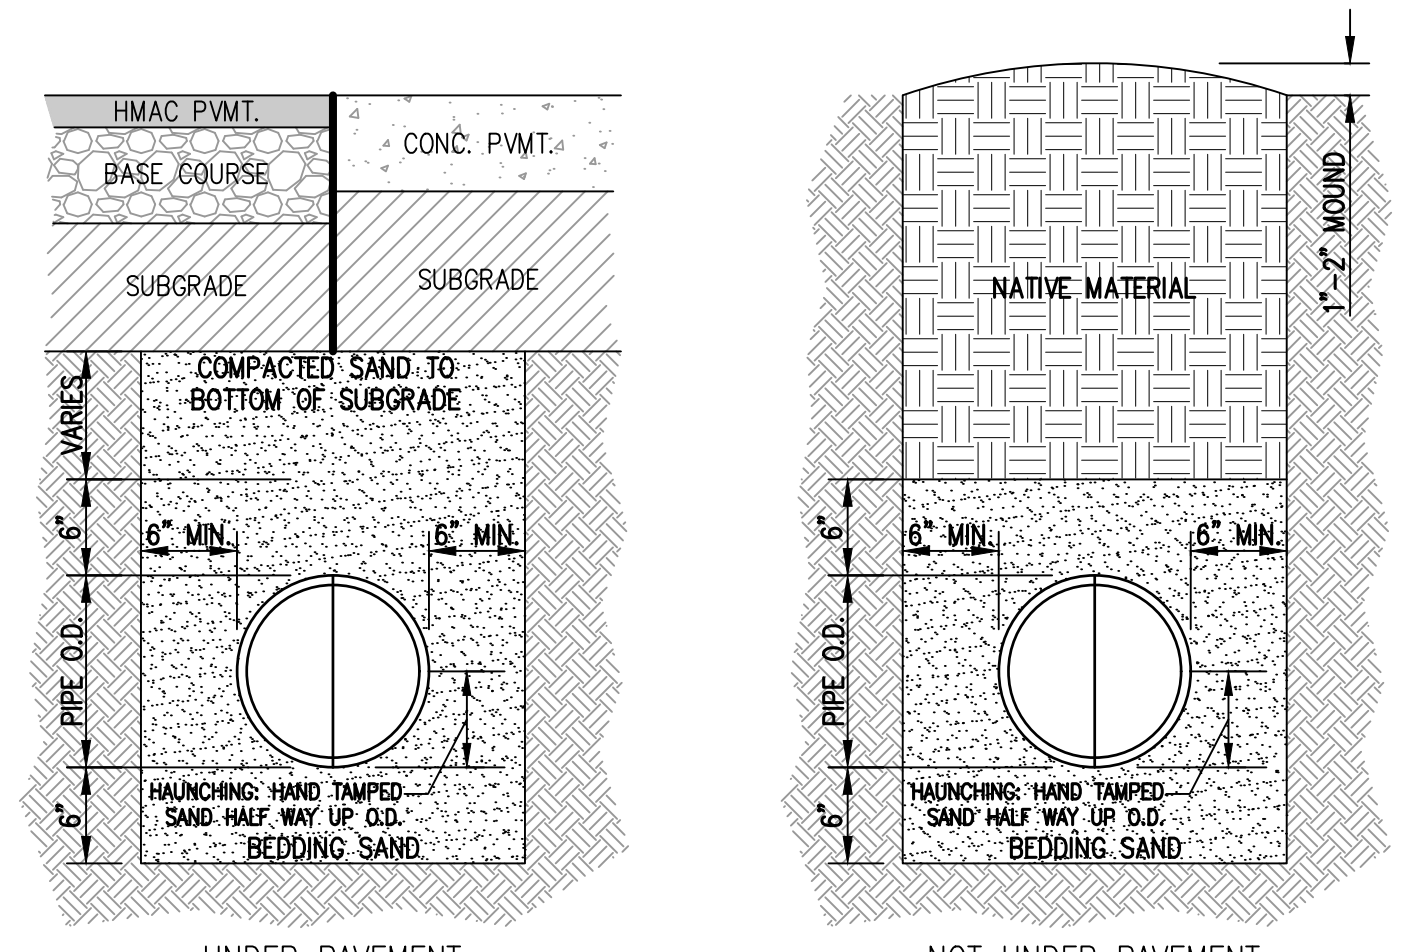 HMAC PVMT.
BASE COURSE
SUBGRADE
CONC. PVMT.
SUBGRADE
COMPACTED SAND TO
BOTTOM OF SUBGRADE
VARIES
6"
6" MIN.
6" MIN.
PIPE O.D.
6"
HAUNCHING: HAND TAMPED
SAND HALF WAY UP O.D.
BEDDING SAND
UNDER PAVEMENT
1"-2" MOUND
NATIVE MATERIAL
6"
6" MIN.
6" MIN.
PIPE O.D.
6"
HAUNCHING: HAND TAMPED
SAND HALF WAY UP O.D.
BEDDING SAND
NOT UNDER PAVEMENT